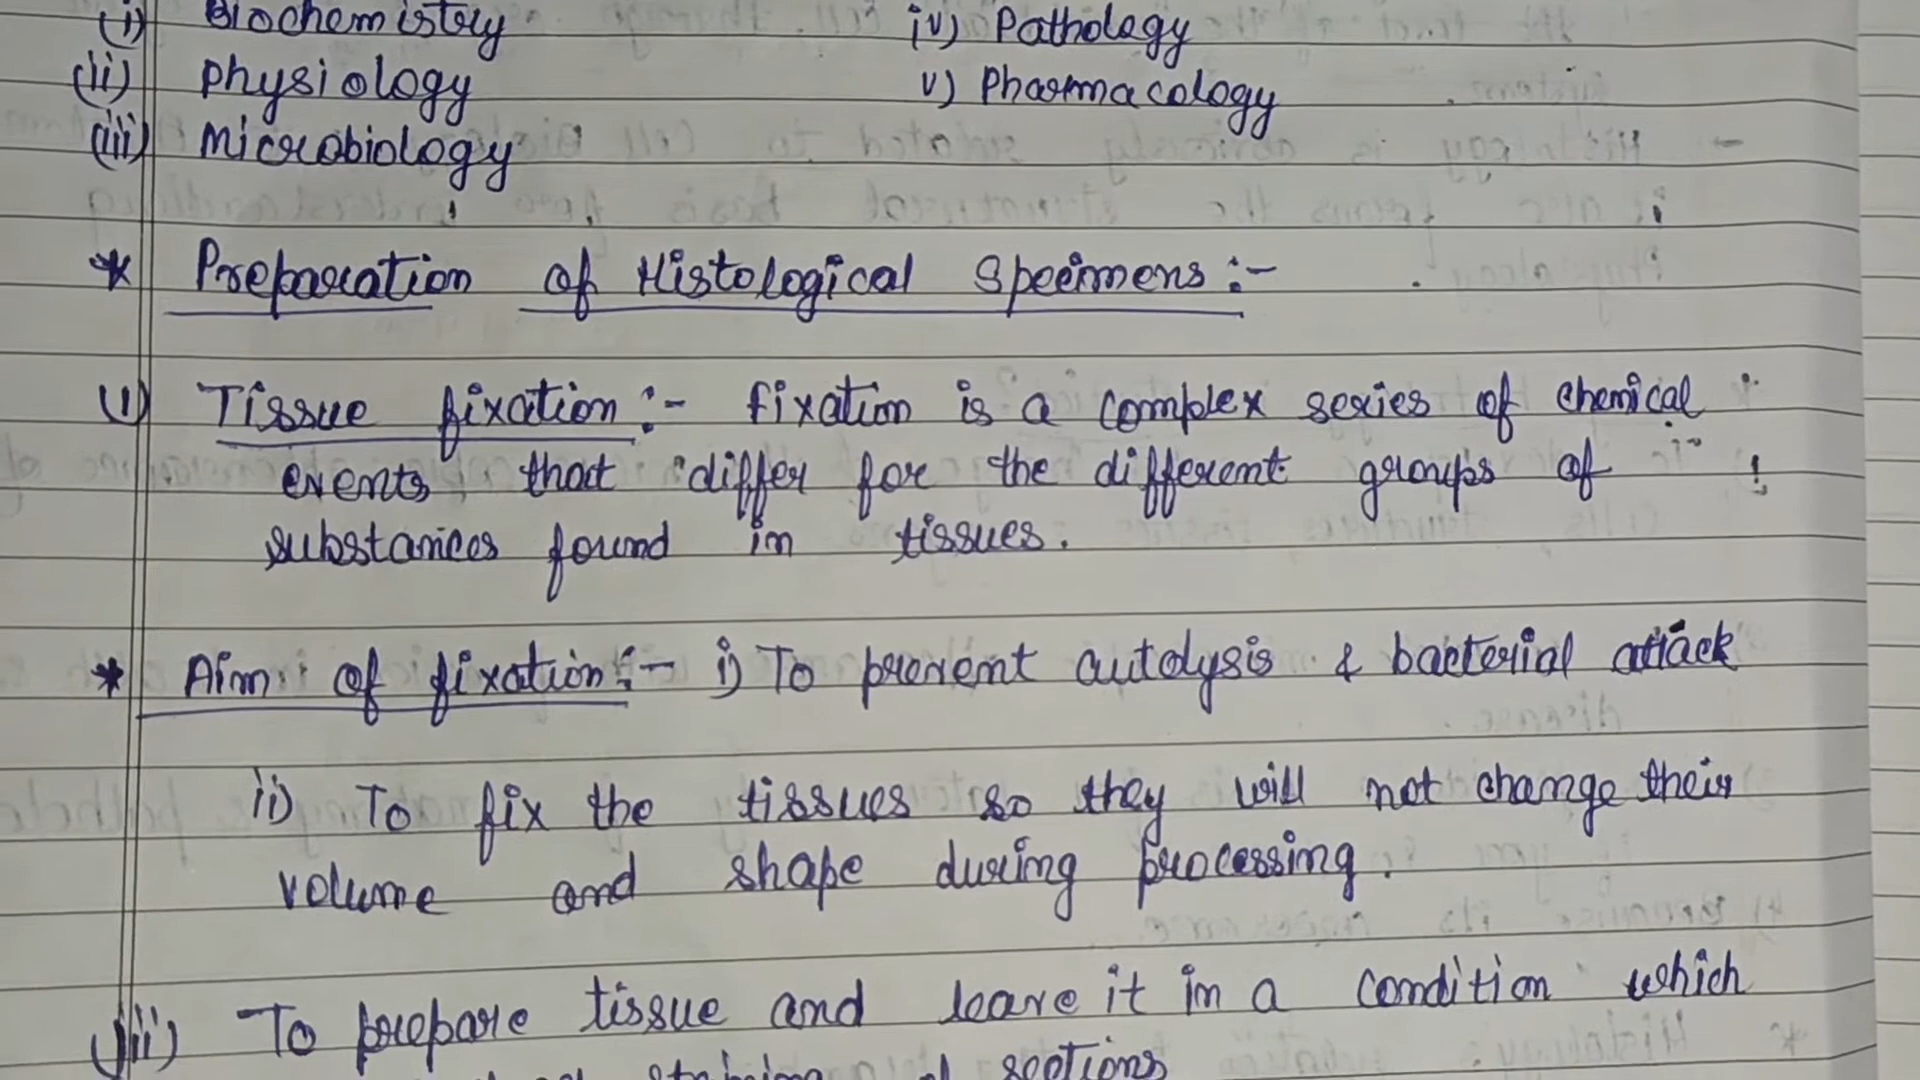 (i) Biochemistry
(ii) Physiology
(iii) Microbiology
iv) Pathology
v) Pharmacology
* Preparation of Histological Specimens :-
(1) Tissue fixation :- fixation is a complex series of chemical
events that differ for the different groups of
substances found in tissues.
* Aim of fixation :- i) To prevent autolysis & bacterial attack
ii) To fix the tissues so they will not change their
volume and shape during processing.
(iii) To prepare tissue and leave it in a condition which
staining of sections